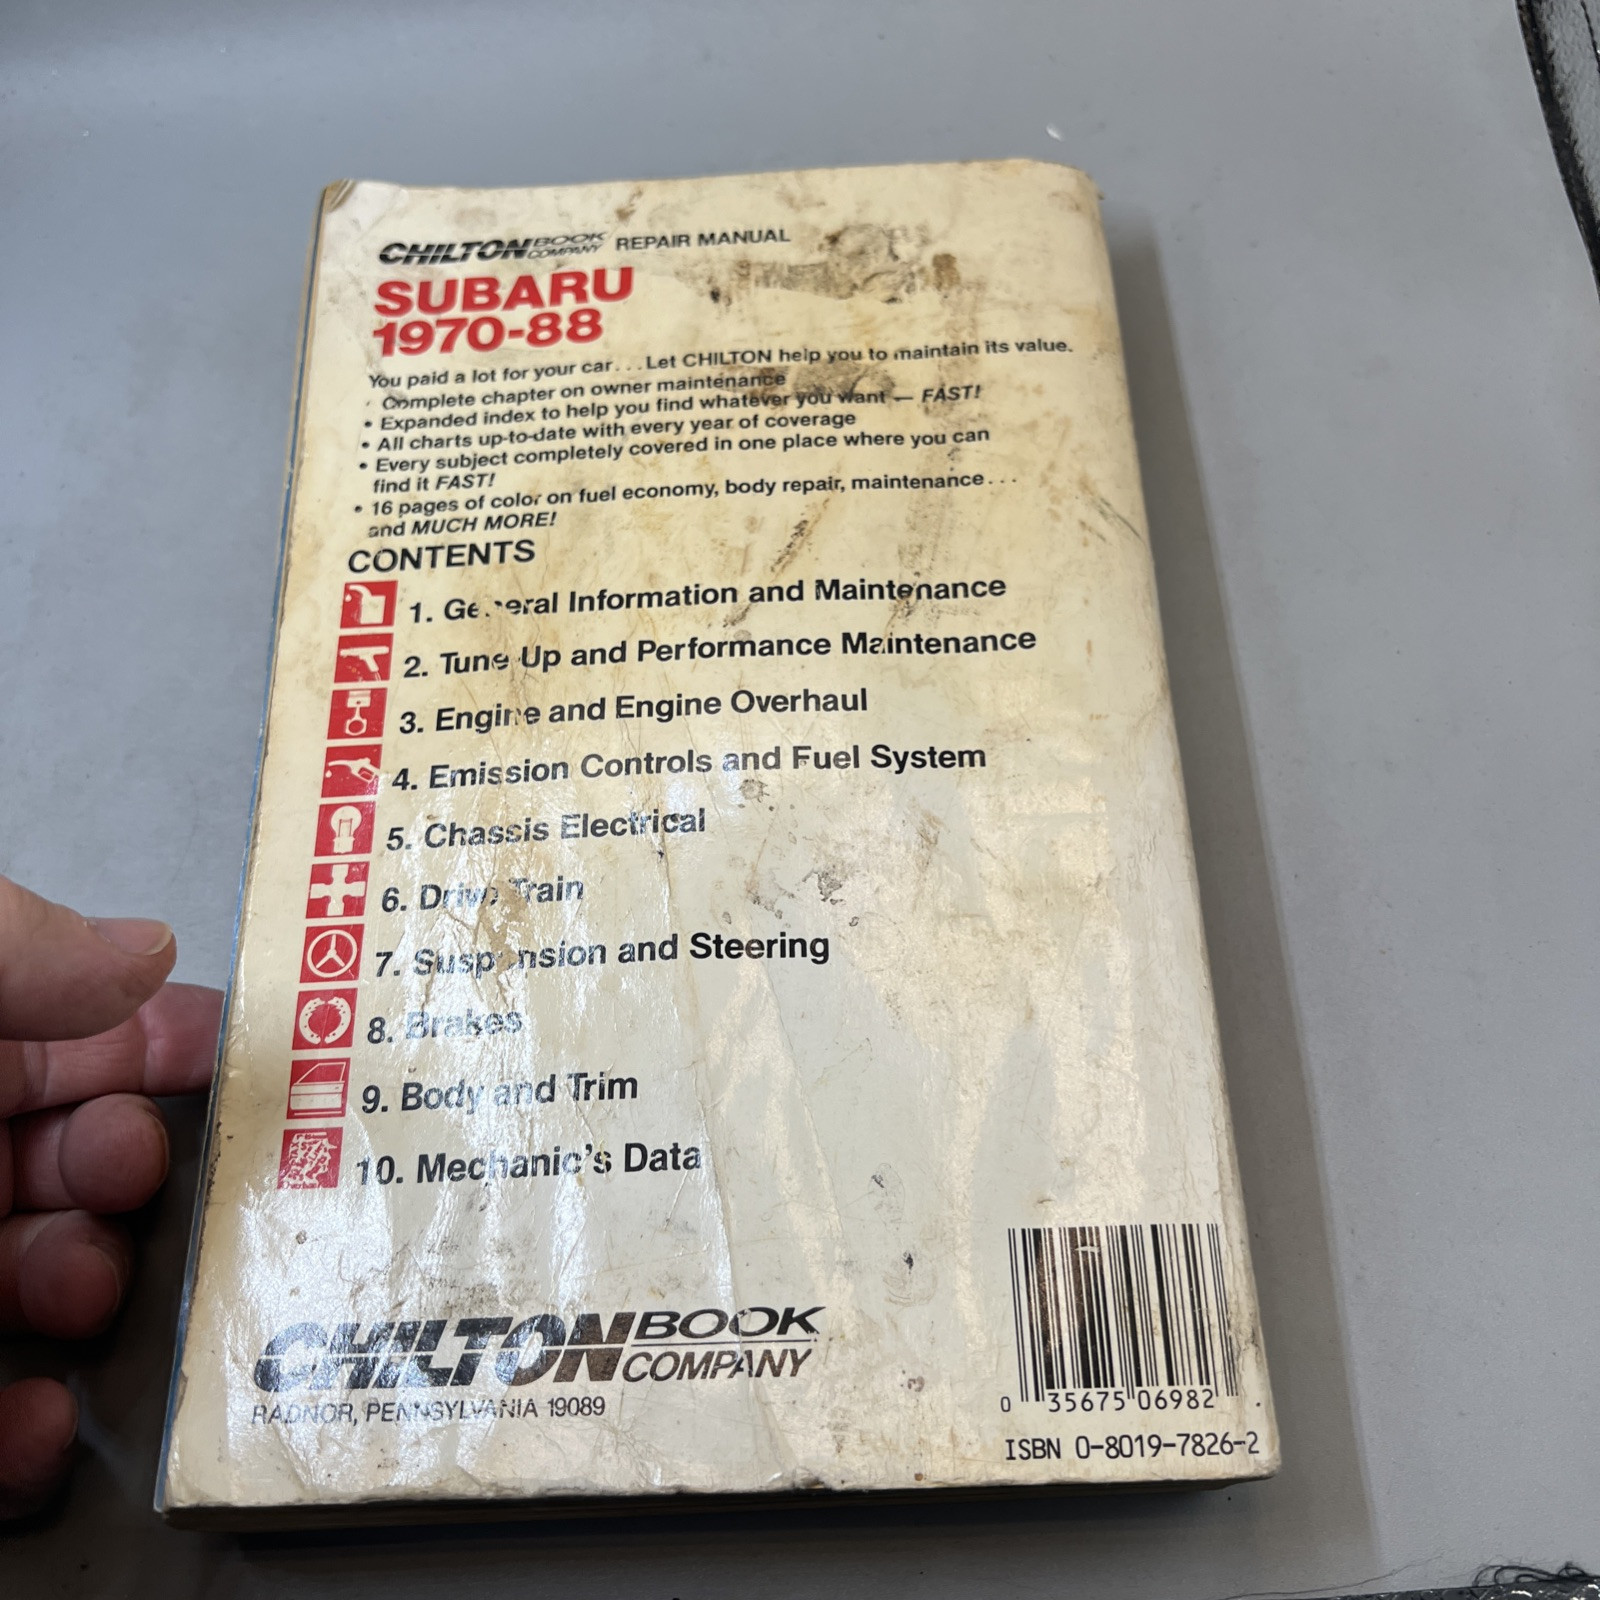 CHILTON BOOK COMPANY REPAIR MANUAL
SUBARU
1970-88
You paid a lot for your car...Let CHILTON help you to maintain its value.
• Complete chapter on owner maintenance
• Expanded index to help you find whatever you want — FAST!
• All charts up-to-date with every year of coverage
• Every subject completely covered in one place where you can
find it FAST!
• 16 pages of color on fuel economy, body repair, maintenance...
and MUCH MORE!
CONTENTS
1. General Information and Maintenance
2. Tune Up and Performance Maintenance
3. Engine and Engine Overhaul
4. Emission Controls and Fuel System
5. Chassis Electrical
6. Drive Train
7. Suspension and Steering
8. Brakes
9. Body and Trim
10. Mechanic's Data
CHILTON BOOK COMPANY
RADNOR, PENNSYLVANIA 19089
0 35675 06982
ISBN 0-8019-7826-2